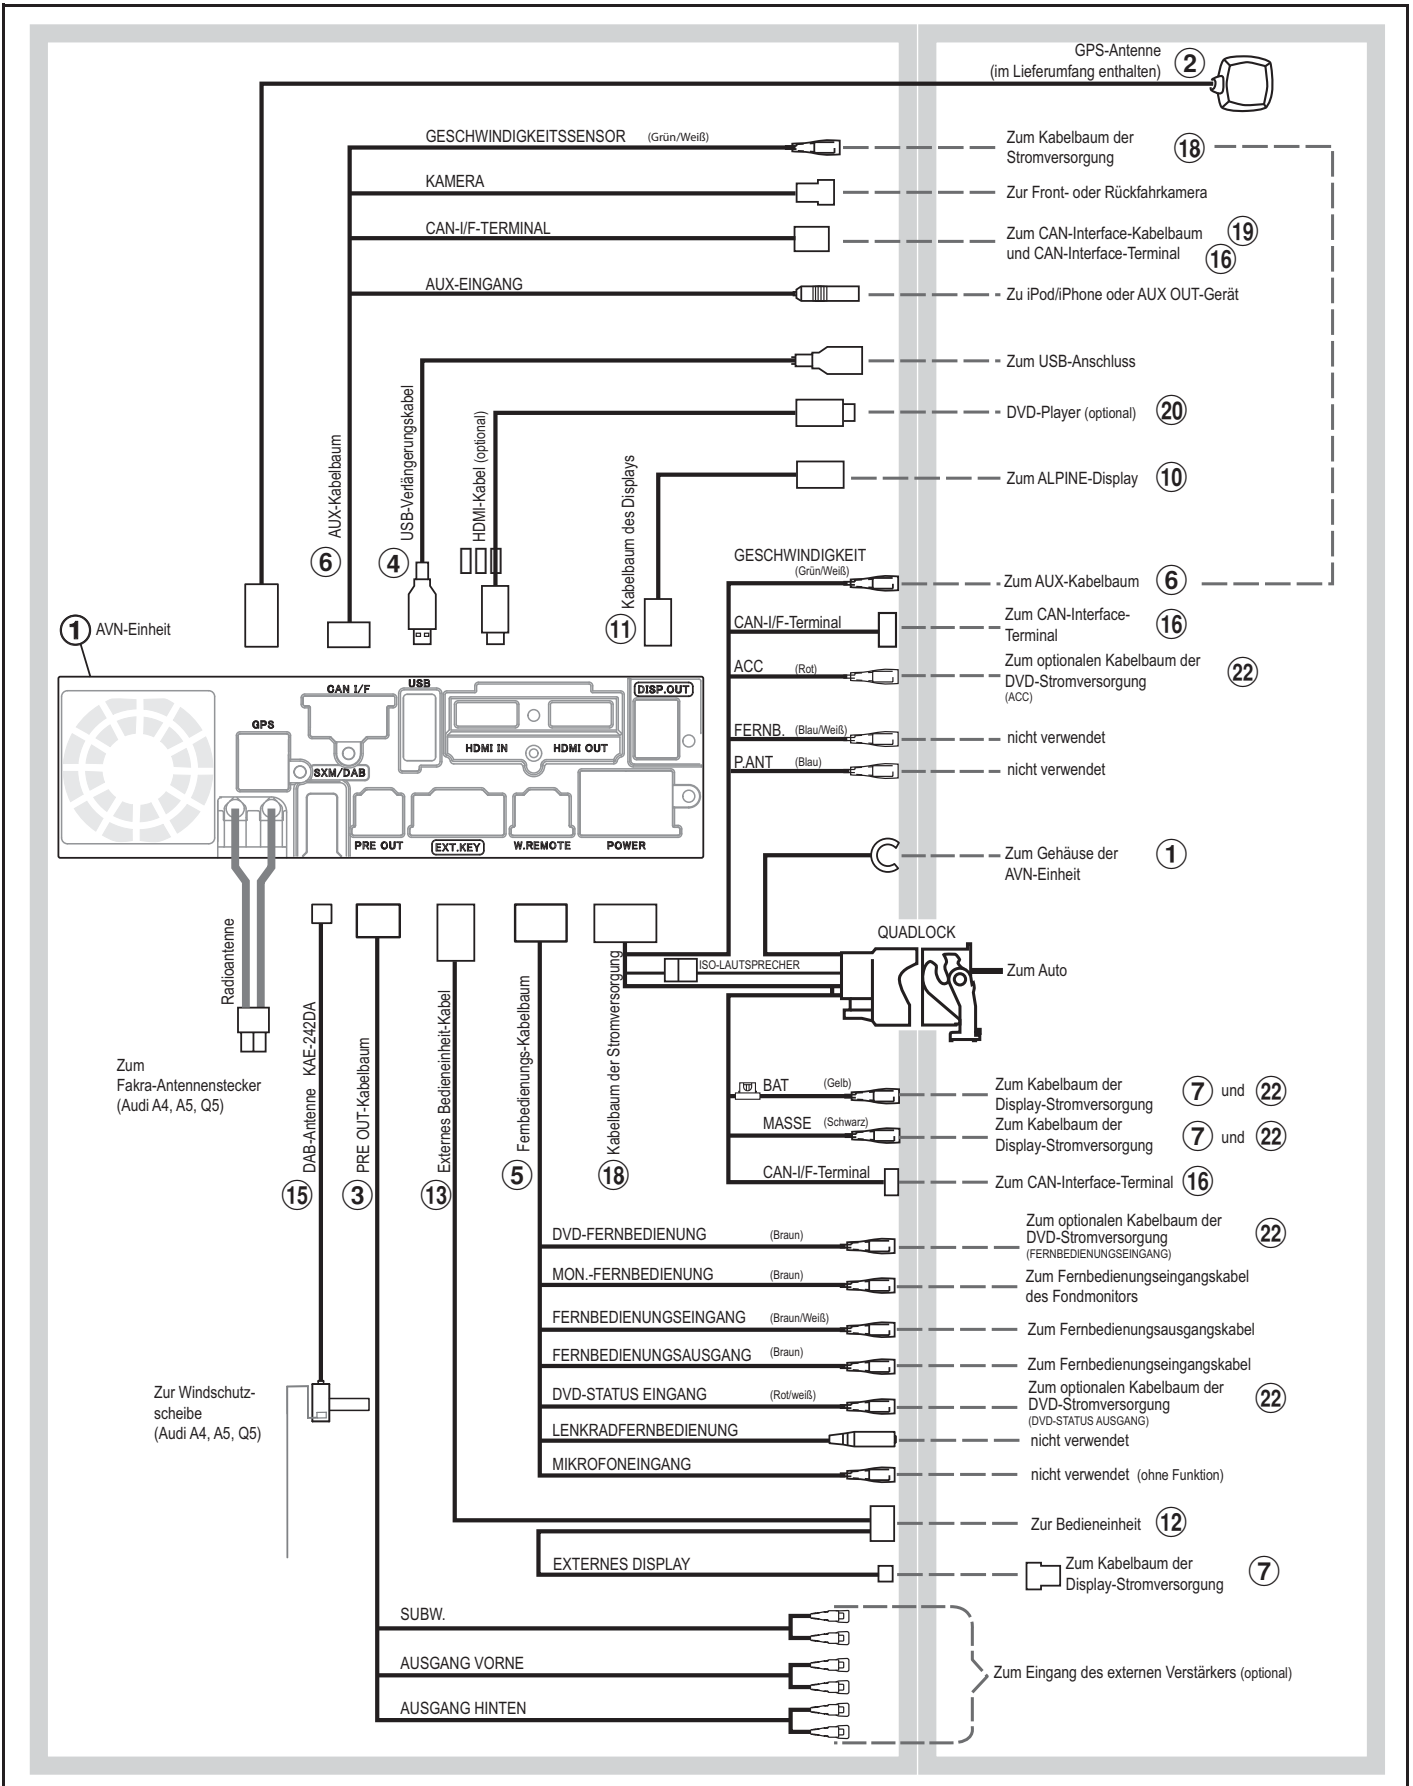 GPS-Antenne
(im Lieferumfang enthalten) 2
GESCHWINDIGKEITSSENSOR (Grün/Weiß)
Zum Kabelbaum der
Stromversorgung 18
KAMERA
Zur Front- oder Rückfahrkamera
CAN-I/F-TERMINAL
Zum CAN-Interface-Kabelbaum 19
und CAN-Interface-Terminal 16
AUX-EINGANG
Zu iPod/iPhone oder AUX OUT-Gerät
Zum USB-Anschluss
DVD-Player (optional) 20
Zum ALPINE-Display 10
6 AUX-Kabelbaum
4 USB-Verlängerungskabel
HDMI-Kabel (optional)
11 Kabelbaum des Displays
GESCHWINDIGKEIT
(Grün/Weiß)
Zum AUX-Kabelbaum 6
CAN-I/F-Terminal
Zum CAN-Interface-
Terminal 16
ACC (Rot)
Zum optionalen Kabelbaum der
DVD-Stromversorgung 22
(ACC)
FERNB. (Blau/Weiß)
nicht verwendet
P.ANT (Blau)
nicht verwendet
1 AVN-Einheit
GPS
CAN I/F
USB
HDMI IN
HDMI OUT
DISP.OUT
SXM/DAB
PRE OUT
EXT.KEY
W.REMOTE
POWER
Zum Gehäuse der
AVN-Einheit 1
QUADLOCK
ISO-LAUTSPRECHER
Zum Auto
Radioantenne
Zum
Fakra-Antennenstecker
(Audi A4, A5, Q5)
15 DAB-Antenne KAE-242DA
3 PRE OUT-Kabelbaum
13 Externes Bedieneinheit-Kabel
5 Fernbedienungs-Kabelbaum
18 Kabelbaum der Stromversorgung
BAT (Gelb)
Zum Kabelbaum der
Display-Stromversorgung 7 und 22
MASSE (Schwarz)
Zum Kabelbaum der
Display-Stromversorgung 7 und 22
CAN-I/F-Terminal
Zum CAN-Interface-Terminal 16
DVD-FERNBEDIENUNG (Braun)
Zum optionalen Kabelbaum der
DVD-Stromversorgung 22
(FERNBEDIENUNGSEINGANG)
MON.-FERNBEDIENUNG (Braun)
Zum Fernbedienungseingangskabel
des Fondmonitors
FERNBEDIENUNGSEINGANG (Braun/Weiß)
Zum Fernbedienungsausgangskabel
FERNBEDIENUNGSAUSGANG (Braun)
Zum Fernbedienungseingangskabel
DVD-STATUS EINGANG (Rot/weiß)
Zum optionalen Kabelbaum der
DVD-Stromversorgung 22
(DVD-STATUS AUSGANG)
LENKRADFERNBEDIENUNG
nicht verwendet
MIKROFONEINGANG
nicht verwendet (ohne Funktion)
Zur Windschutz-
scheibe
(Audi A4, A5, Q5)
Zur Bedieneinheit 12
EXTERNES DISPLAY
Zum Kabelbaum der
Display-Stromversorgung 7
SUBW.
AUSGANG VORNE
AUSGANG HINTEN
Zum Eingang des externen Verstärkers (optional)